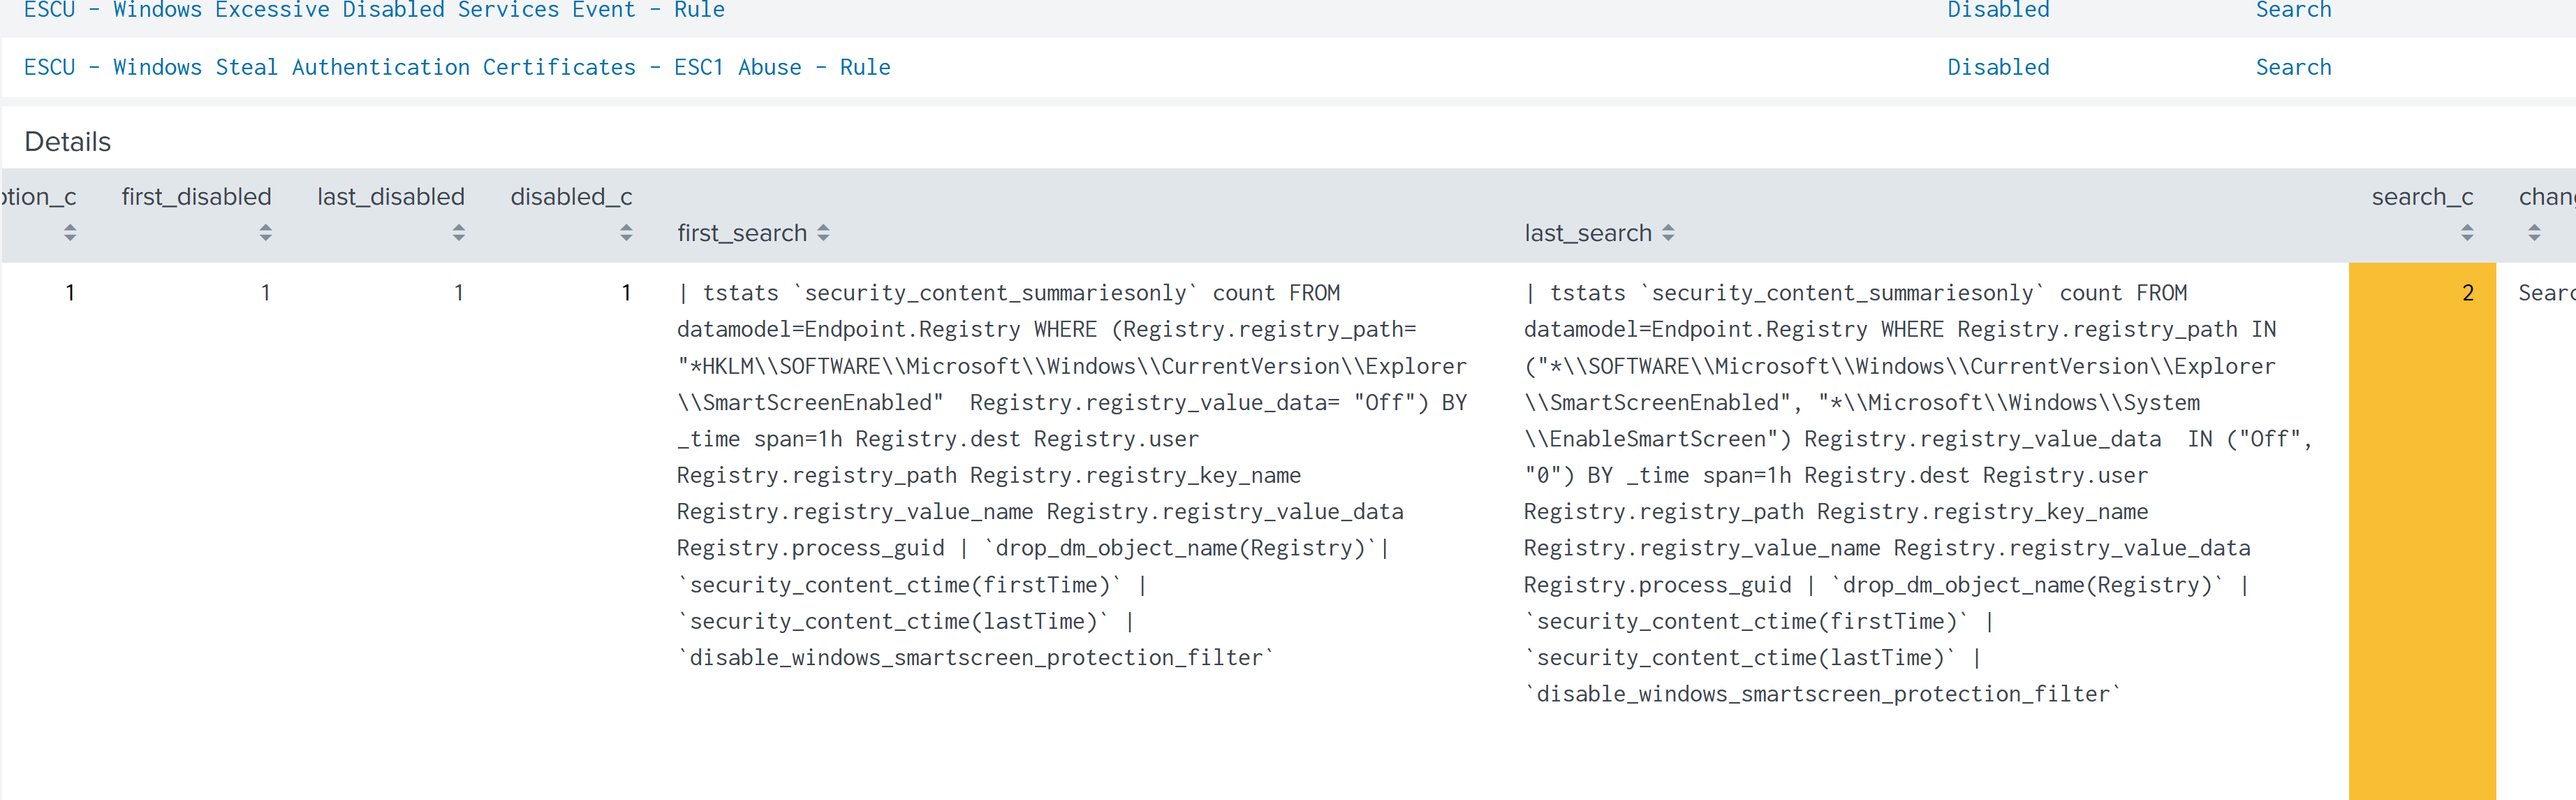 ESCU - Windows Excessive Disabled Services Event - Rule Disabled Search
ESCU - Windows Steal Authentication Certificates - ESC1 Abuse - Rule Disabled Search
Details
first_disabled last_disabled disabled_c search_c
first_search last_search
1 1 1 1 2
| tstats `security_content_summariesonly` count FROM
datamodel=Endpoint.Registry WHERE (Registry.registry_path=
"*HKLM\\SOFTWARE\\Microsoft\\Windows\\CurrentVersion\\Explorer
\\SmartScreenEnabled"  Registry.registry_value_data= "Off") BY
_time span=1h Registry.dest Registry.user
Registry.registry_path Registry.registry_key_name
Registry.registry_value_name Registry.registry_value_data
Registry.process_guid | `drop_dm_object_name(Registry)`|
`security_content_ctime(firstTime)` |
`security_content_ctime(lastTime)` |
`disable_windows_smartscreen_protection_filter`
| tstats `security_content_summariesonly` count FROM
datamodel=Endpoint.Registry WHERE Registry.registry_path IN
("*\\SOFTWARE\\Microsoft\\Windows\\CurrentVersion\\Explorer
\\SmartScreenEnabled", "*\\Microsoft\\Windows\\System
\\EnableSmartScreen") Registry.registry_value_data  IN ("Off",
"0") BY _time span=1h Registry.dest Registry.user
Registry.registry_path Registry.registry_key_name
Registry.registry_value_name Registry.registry_value_data
Registry.process_guid | `drop_dm_object_name(Registry)` |
`security_content_ctime(firstTime)` |
`security_content_ctime(lastTime)` |
`disable_windows_smartscreen_protection_filter`